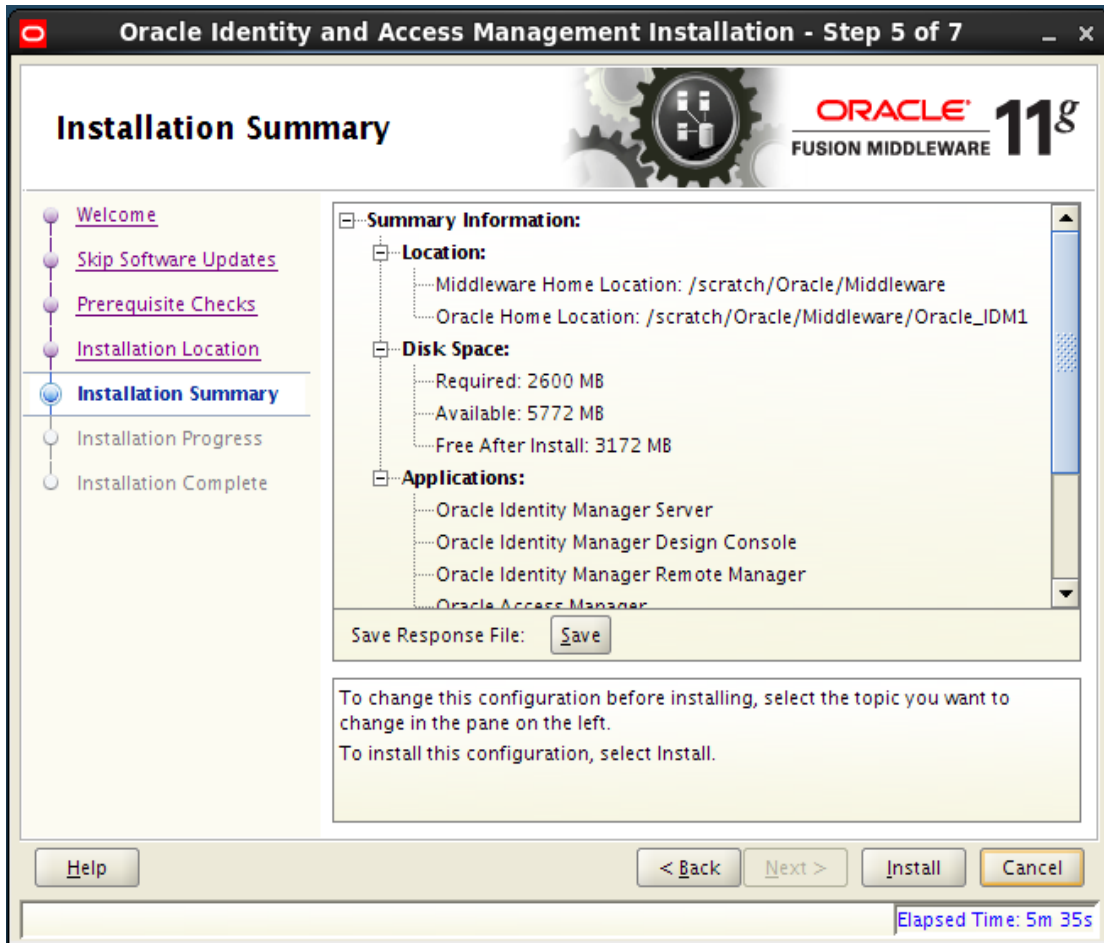 Oracle Identity and Access Management Installation - Step 5 of 7
Installation Summary
ORACLE
FUSION MIDDLEWARE
11g
Welcome
Skip Software Updates
Prerequisite Checks
Installation Location
Installation Summary
Installation Progress
Installation Complete
Summary Information:
Location:
Middleware Home Location: /scratch/Oracle/Middleware
Oracle Home Location: /scratch/Oracle/Middleware/Oracle_IDM1
Disk Space:
Required: 2600 MB
Available: 5772 MB
Free After Install: 3172 MB
Applications:
Oracle Identity Manager Server
Oracle Identity Manager Design Console
Oracle Identity Manager Remote Manager
Oracle Access Manager
Save Response File: Save
To change this configuration before installing, select the topic you want to
change in the pane on the left.
To install this configuration, select Install.
Help
< Back
Next >
Install
Cancel
Elapsed Time: 5m 35s